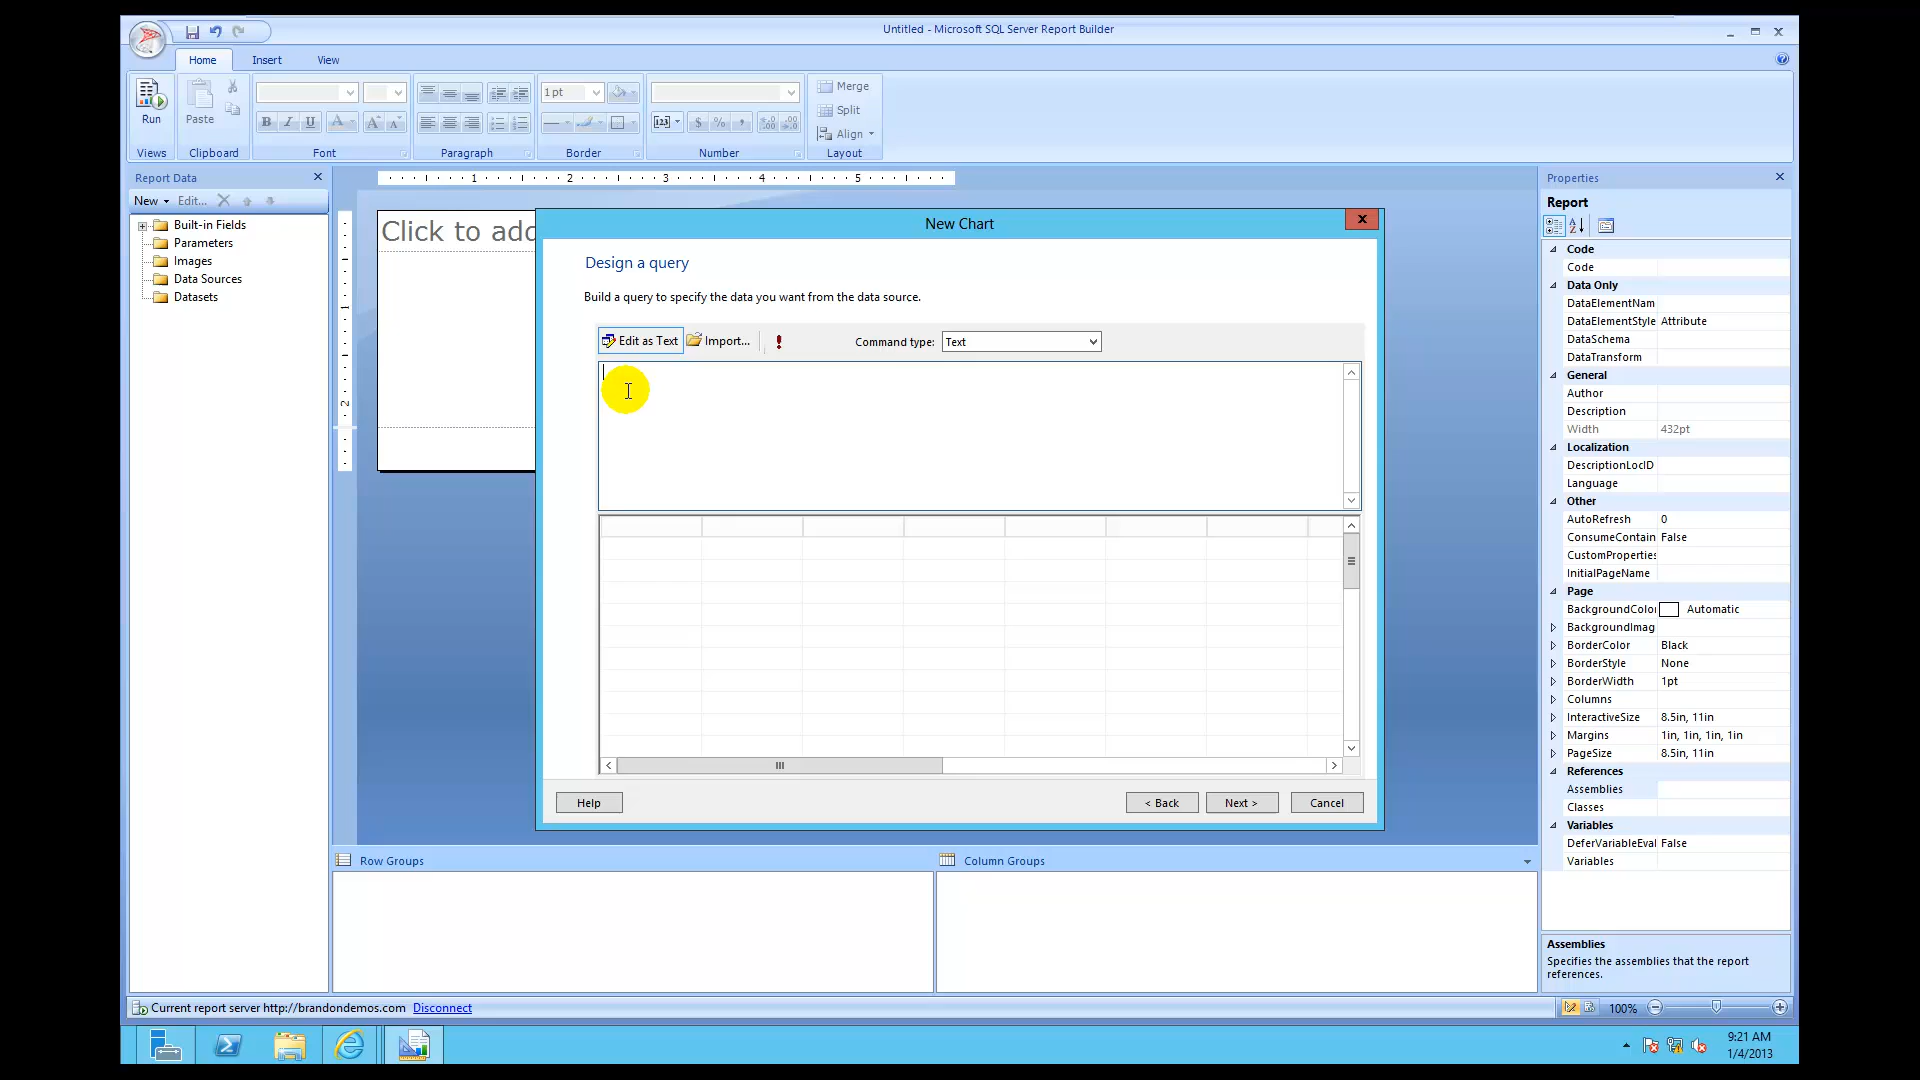 Untitled - Microsoft SQL Server Report Builder
Home Insert View
Run
Paste
1 pt
B I U A A A
$ % ,
Merge
Split
Align
Views Clipboard Font Paragraph Border Number Layout
Report Data
New Edit...
Built-in Fields
Parameters
Images
Data Sources
Datasets
1 2 3 4 5
1
2
Click to add
New Chart
Design a query
Build a query to specify the data you want from the data source.
Edit as Text Import... ! Command type: Text
Help < Back Next > Cancel
Properties
Report
Code
Code
Data Only
DataElementNam
DataElementStyle Attribute
DataSchema
DataTransform
General
Author
Description
Width 432pt
Localization
DescriptionLocID
Language
Other
AutoRefresh 0
ConsumeContain False
CustomProperties
InitialPageName
Page
BackgroundColor Automatic
BackgroundImag
BorderColor Black
BorderStyle None
BorderWidth 1pt
Columns
InteractiveSize 8.5in, 11in
Margins 1in, 1in, 1in, 1in
PageSize 8.5in, 11in
References
Assemblies
Classes
Variables
DeferVariableEval False
Variables
Assemblies
Specifies the assemblies that the report
references.
Row Groups Column Groups
Current report server http://brandondemos.com Disconnect
100%
9:21 AM
1/4/2013